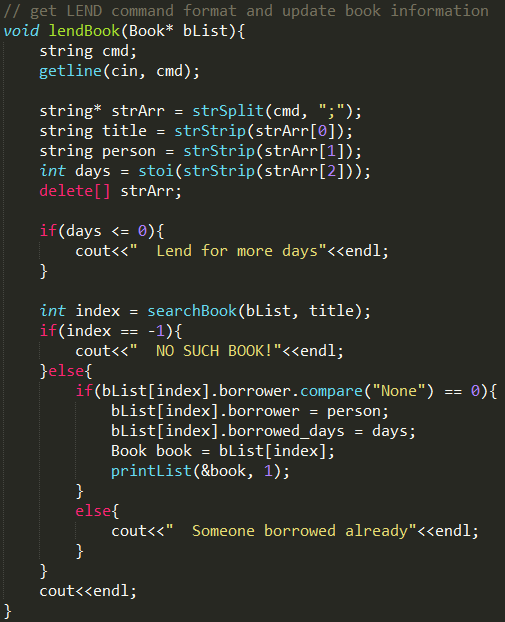 // get LEND command format and update book information
void lendBook(Book* bList){
    string cmd;
    getline(cin, cmd);

    string* strArr = strSplit(cmd, ";");
    string title = strStrip(strArr[0]);
    string person = strStrip(strArr[1]);
    int days = stoi(strStrip(strArr[2]));
    delete[] strArr;

    if(days <= 0){
        cout<<"  Lend for more days"<<endl;
    }

    int index = searchBook(bList, title);
    if(index == -1){
        cout<<"  NO SUCH BOOK!"<<endl;
    }else{
        if(bList[index].borrower.compare("None") == 0){
            bList[index].borrower = person;
            bList[index].borrowed_days = days;
            Book book = bList[index];
            printList(&book, 1);
        }
        else{
            cout<<"  Someone borrowed already"<<endl;
        }
    }
    cout<<endl;
}